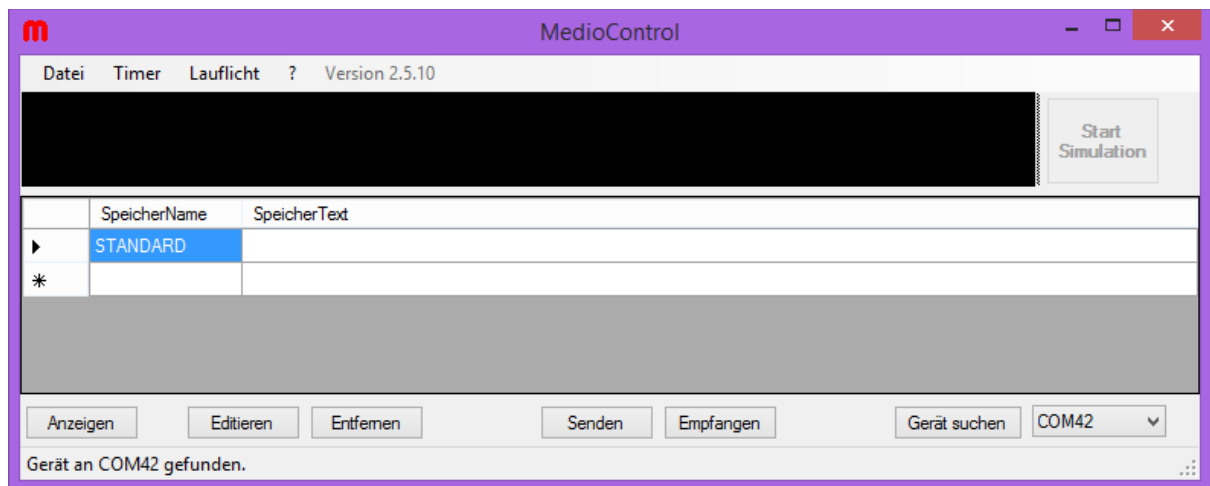 m MedioControl
Datei Timer Lauflicht ? Version 2.5.10
Start
Simulation
SpeicherName SpeicherText
STANDARD
Anzeigen Editieren Entfernen Senden Empfangen Gerät suchen COM42
Gerät an COM42 gefunden.